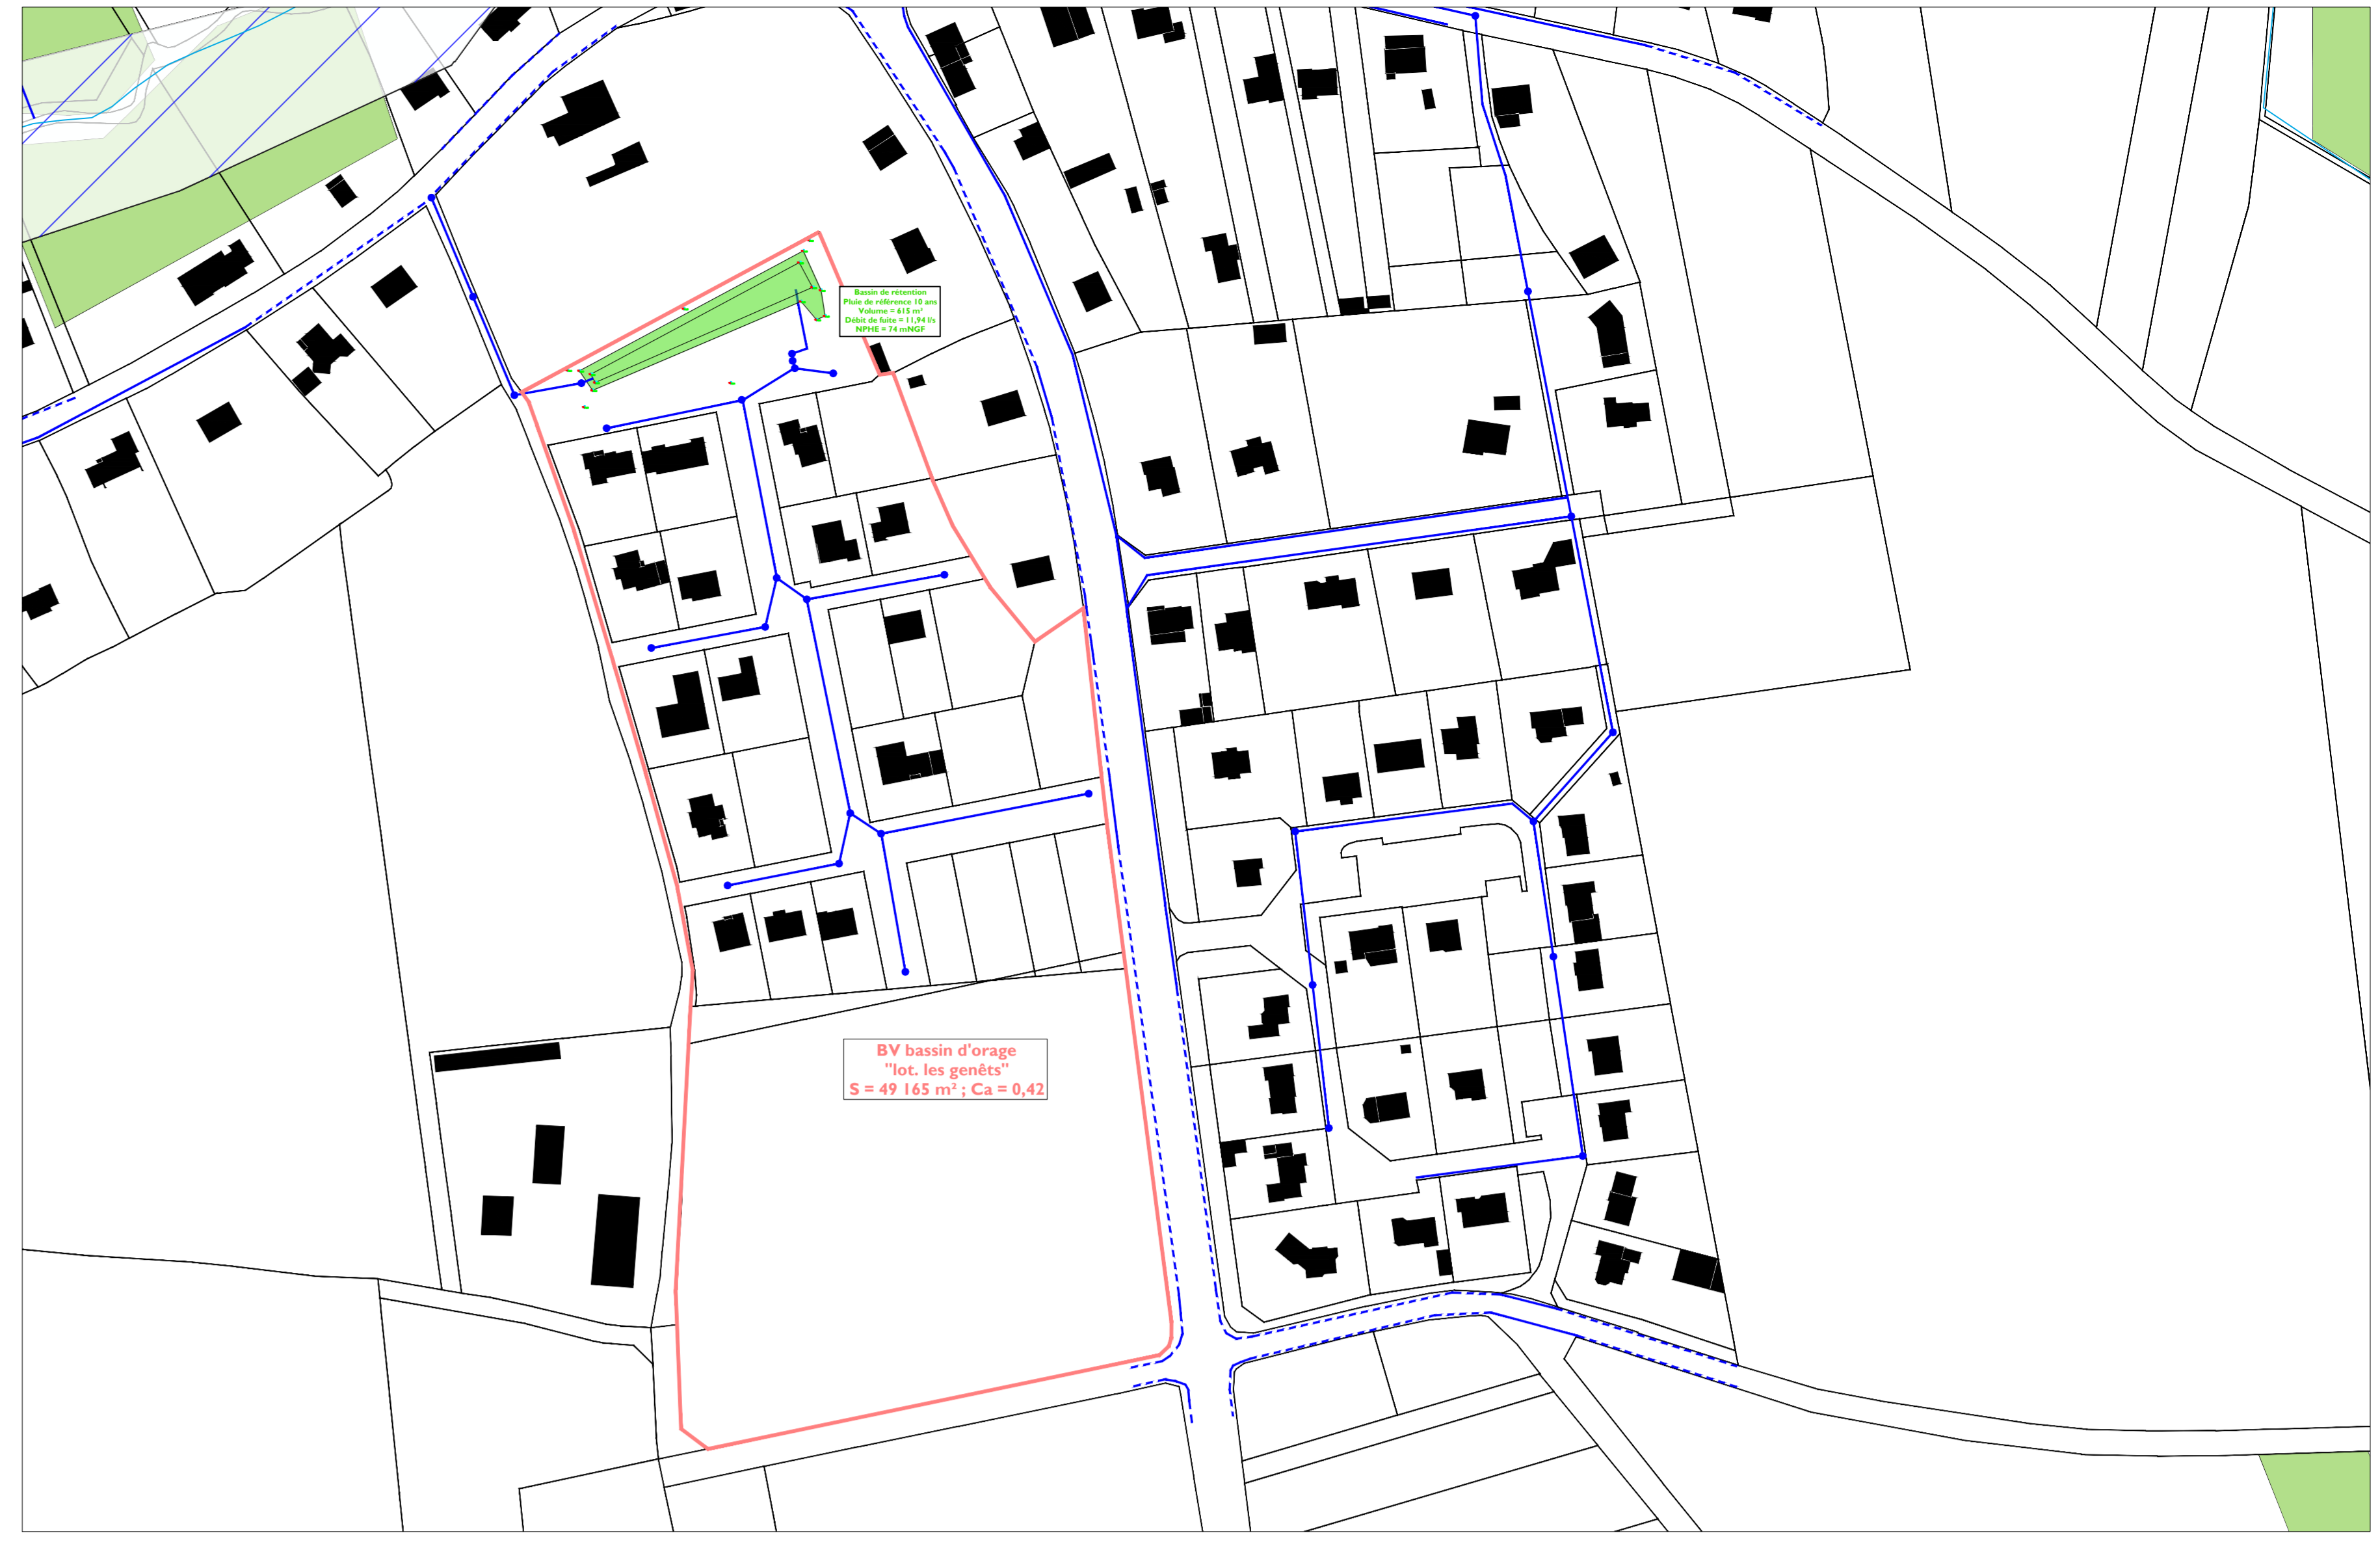 Bassin de rétention
Pluie de référence 10 ans
Volume = 615 m³
Débit de fuite = 11,94 l/s
NPHE = 74 mNGF
BV bassin d'orage
"lot. les genêts"
S = 49 165 m² ; Ca = 0,42